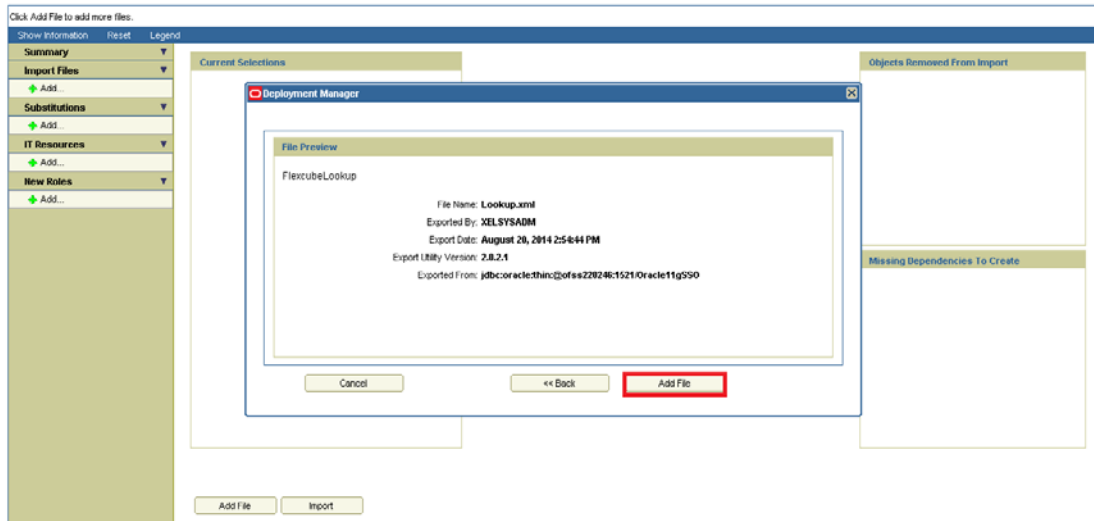 Click Add File to add more files.
Show Information Reset Legend
Summary
Import Files
Add...
Substitutions
Add...
IT Resources
Add...
New Roles
Add...
Current Selections
Objects Removed From Import
Deployment Manager
File Preview
FlexcubeLookup
File Name: Lookup.xml
Exported By: XELSYSADM
Export Date: August 20, 2014 2:54:44 PM
Export Utility Version: 2.0.2.1
Exported From: jdbc:oracle:thin:@ofss220246:1521/Oracle11gSSO
Missing Dependencies To Create
Cancel << Back Add File
Add File Import